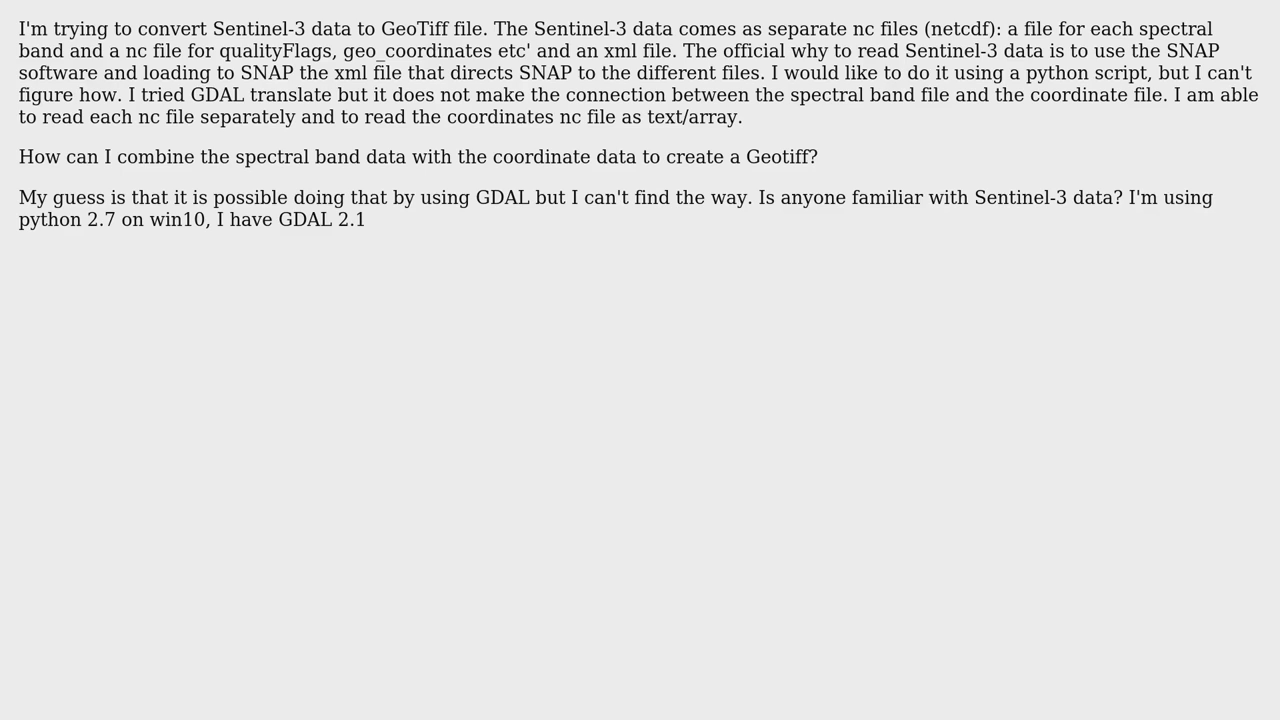 I'm trying to convert Sentinel-3 data to GeoTiff file. The Sentinel-3 data comes as separate nc files (netcdf): a file for each spectral
band and a nc file for qualityFlags, geo_coordinates etc' and an xml file. The official why to read Sentinel-3 data is to use the SNAP
software and loading to SNAP the xml file that directs SNAP to the different files. I would like to do it using a python script, but I can't
figure how. I tried GDAL translate but it does not make the connection between the spectral band file and the coordinate file. I am able
to read each nc file separately and to read the coordinates nc file as text/array.
How can I combine the spectral band data with the coordinate data to create a Geotiff?
My guess is that it is possible doing that by using GDAL but I can't find the way. Is anyone familiar with Sentinel-3 data? I'm using
python 2.7 on win10, I have GDAL 2.1